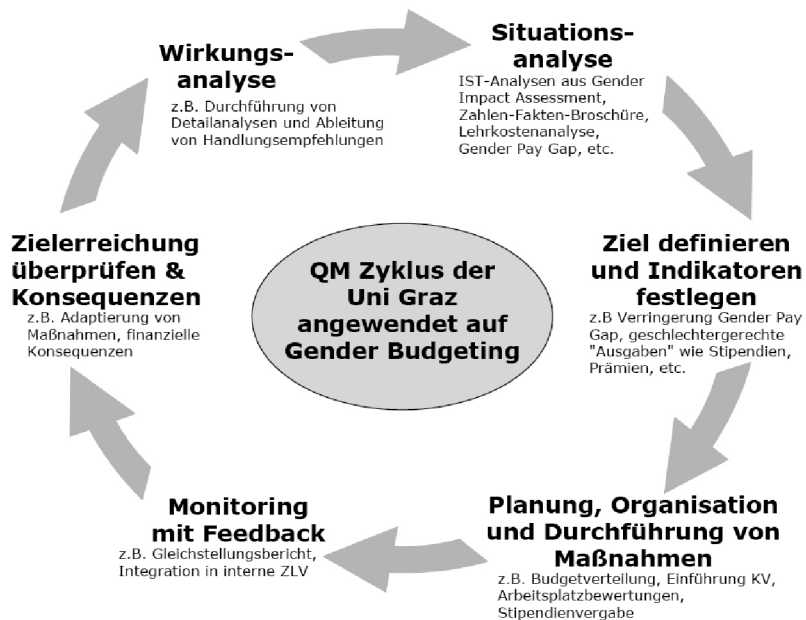 Wirkungs-
analyse
z.B. Durchführung von
Detailanalysen und Ableitung
von Handlungsempfehlungen
Situations-
analyse
IST-Analysen aus Gender
Impact Assessment,
Zahlen-Fakten-Broschüre,
Lehrkostenanalyse,
Gender Pay Gap, etc.
Zielerreichung
überprüfen &
Konsequenzen
z.B. Adaptierung von
Maßnahmen, finanzielle
Konsequenzen
QM Zyklus der
Uni Graz
angewendet auf
Gender Budgeting
Ziel definieren
und Indikatoren
festlegen
z.B Verringerung Gender Pay
Gap, geschlechtergerechte
"Ausgaben" wie Stipendien,
Prämien, etc.
Monitoring
mit Feedback
z.B. Gleichstellungsbericht,
Integration in interne ZLV
Planung, Organisation
und Durchführung von
Maßnahmen
z.B. Budgetverteilung, Einführung KV,
Arbeitsplatzbewertungen,
Stipendienvergabe